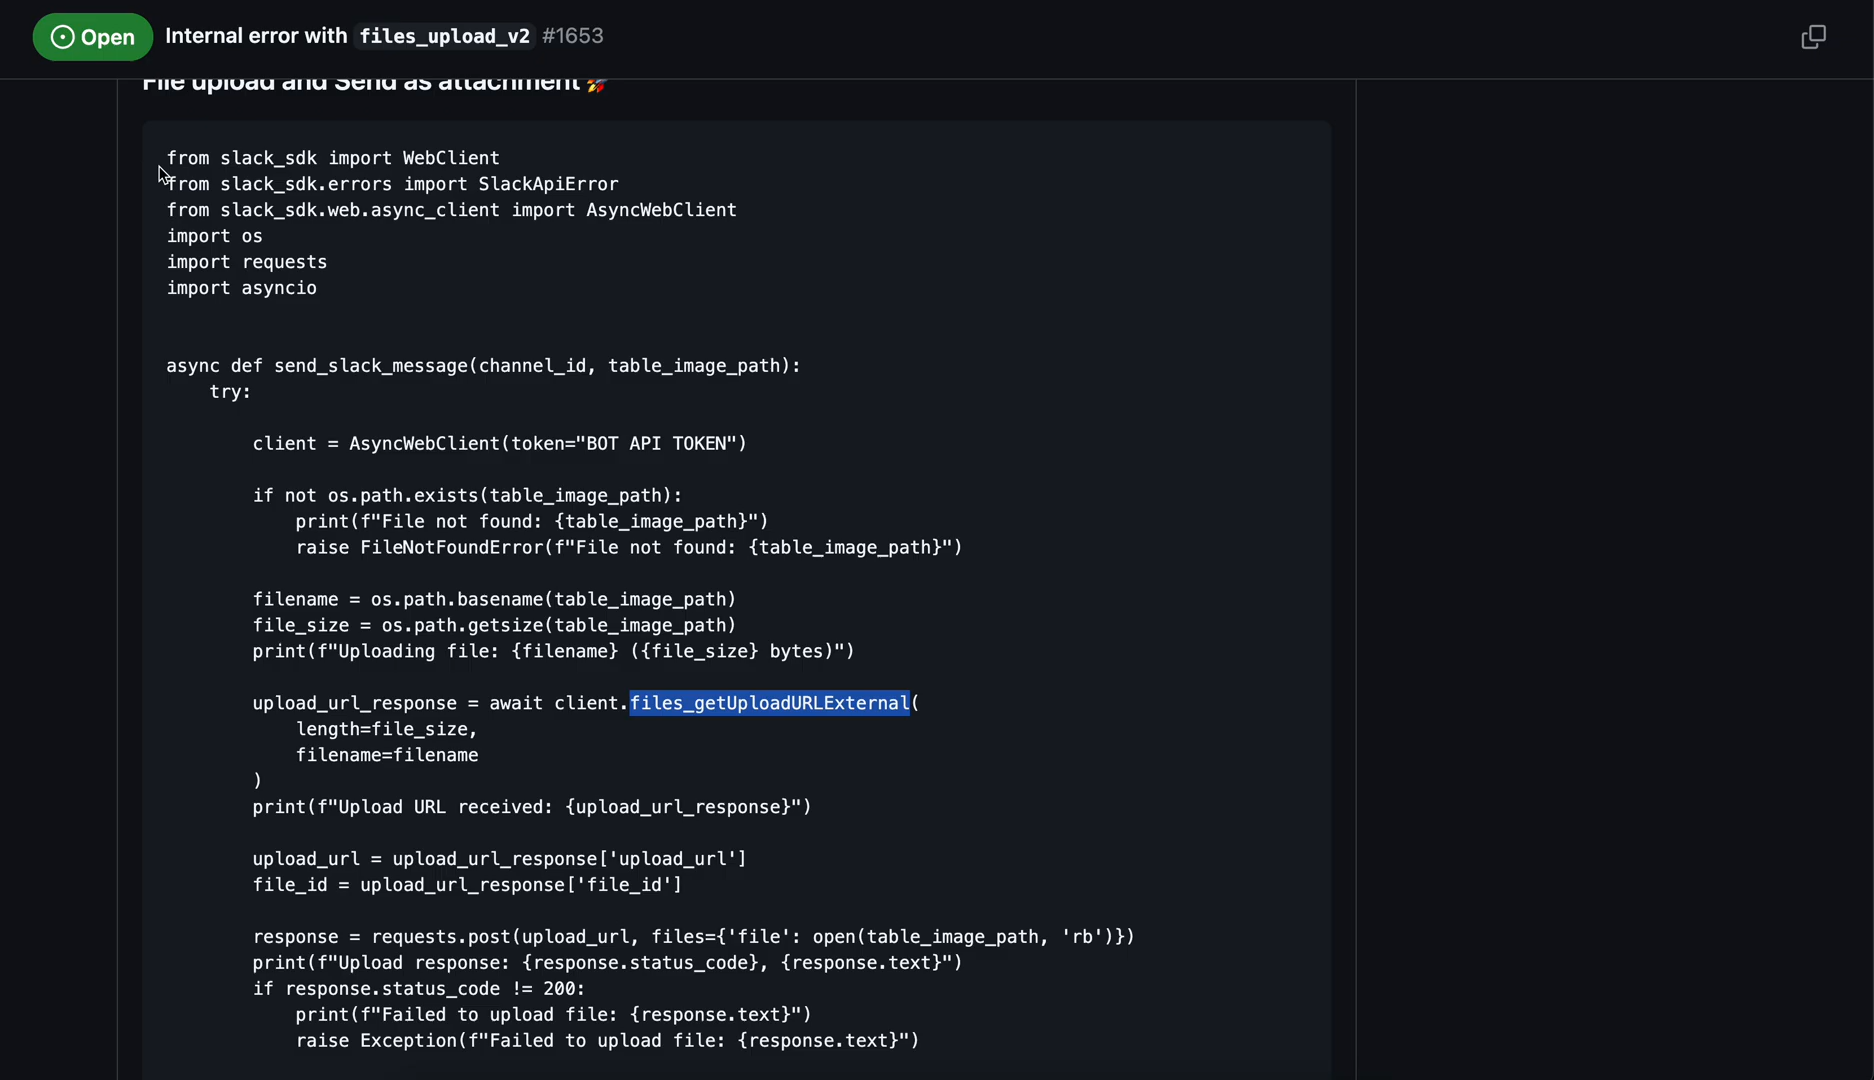 Open Internal error with files_upload_v2 #1653
File upload and Send as attachment 🚀
from slack_sdk import WebClient
from slack_sdk.errors import SlackApiError
from slack_sdk.web.async_client import AsyncWebClient
import os
import requests
import asyncio
async def send_slack_message(channel_id, table_image_path):
    try:
        client = AsyncWebClient(token="BOT API TOKEN")
        if not os.path.exists(table_image_path):
            print(f"File not found: {table_image_path}")
            raise FileNotFoundError(f"File not found: {table_image_path}")
        filename = os.path.basename(table_image_path)
        file_size = os.path.getsize(table_image_path)
        print(f"Uploading file: {filename} ({file_size} bytes)")
        upload_url_response = await client.files_getUploadURLExternal(
            length=file_size,
            filename=filename
        )
        print(f"Upload URL received: {upload_url_response}")
        upload_url = upload_url_response['upload_url']
        file_id = upload_url_response['file_id']
        response = requests.post(upload_url, files={'file': open(table_image_path, 'rb')})
        print(f"Upload response: {response.status_code}, {response.text}")
        if response.status_code != 200:
            print(f"Failed to upload file: {response.text}")
            raise Exception(f"Failed to upload file: {response.text}")